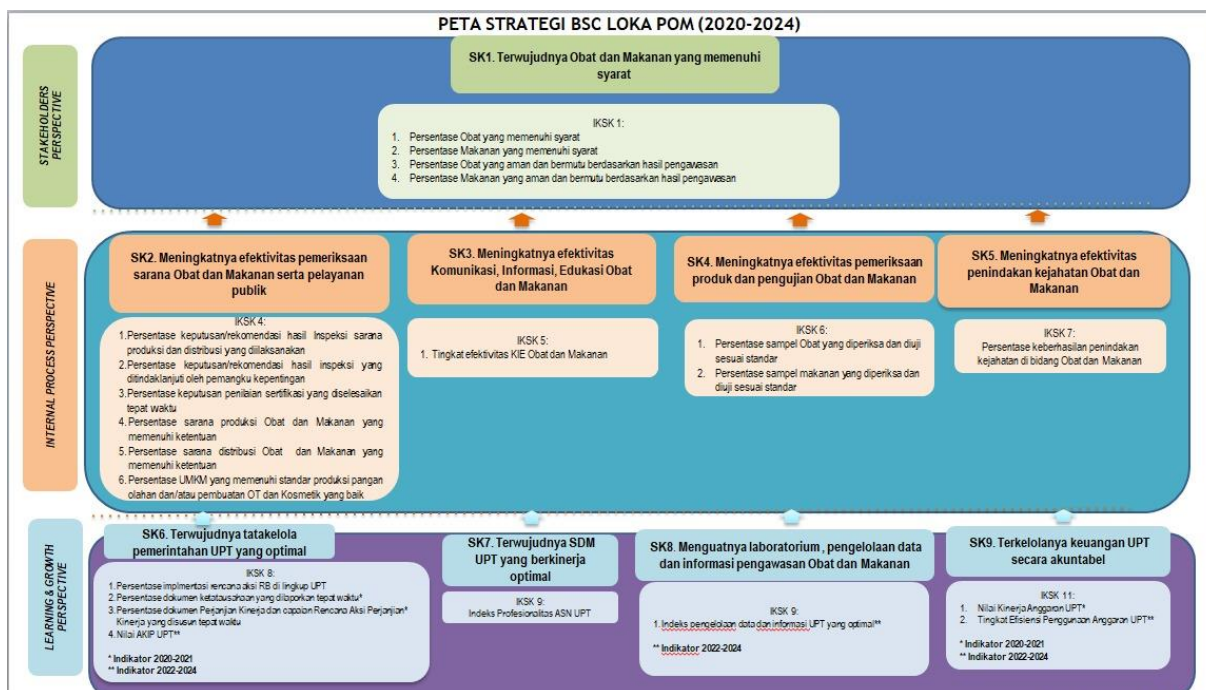 PETA STRATEGI BSC LOKA POM (2020-2024)
STAKEHOLDERS
PERSPECTIVE
SK1. Terwujudnya Obat dan Makanan yang memenuhi
syarat
IKSK 1:
1. Persentase Obat yang memenuhi syarat
2. Persentase Makanan yang memenuhi syarat
3. Persentase Obat yang aman dan bermutu berdasarkan hasil pengawasan
4. Persentase Makanan yang aman dan bermutu berdasarkan hasil pengawasan
INTERNAL PROCESS PERSPECTIVE
SK2. Meningkatnya efektivitas pemeriksaan
sarana Obat dan Makanan serta pelayanan
publik
IKSK 4:
1. Persentase keputusan/rekomendasi hasil Inspeksi sarana
produksi dan distribusi yang dilaksanakan
2. Persentase keputusan/rekomendasi hasil inspeksi yang
ditindaklanjuti oleh pemangku kepentingan
3. Persentase keputusan penilaian sertifikasi yang diselesaikan
tepat waktu
4. Persentase sarana produksi Obat dan Makanan yang
memenuhi ketentuan
5. Persentase sarana distribusi Obat dan Makanan yang
memenuhi ketentuan
6. Persentase UMKM yang memenuhi standar produksi pangan
olahan dan/atau pembuatan OT dan Kosmetik yang baik
SK3. Meningkatnya efektivitas
Komunikasi, Informasi, Edukasi Obat
dan Makanan
IKSK 5:
1. Tingkat efektivitas KIE Obat dan Makanan
SK4. Meningkatnya efektivitas pemeriksaan
produk dan pengujian Obat dan Makanan
IKSK 6
1. Persentase sampel Obat yang diperiksa dan diuji
sesuai standar
2. Persentase sampel makanan yang diperiksa dan
diuji sesuai standar
SK5. Meningkatnya efektivitas
penindakan kejahatan Obat dan
Makanan
IKSK 7:
Persentase keberhasilan penindakan
kejahatan di bidang Obat dan Makanan
LEARNING & GROWTH
PERSPECTIVE
SK6. Terwujudnya tatakelola
pemerintahan UPT yang optimal
IKSK 8:
1. Persentase implmentasi rencana aksi RB di lingkup UPT
2. Persentase dokumen ketatausahaan yang dilaporkan tepat waktu*
3. Persentase dokumen Perjanjian Kinerja dan capaian Rencana Aksi Perjanjian*
Kinerja yang disusun tepat waktu
4. Nilai AKIP UPT**
* Indikator 2020-2021
** Indikator 2022-2024
SK7. Terwujudnya SDM
UPT yang berkinerja
optimal
IKSK 9:
Indeks Profesionalitas ASN UPT
SK8. Menguatnya laboratorium , pengelolaan data
dan informasi pengawasan Obat dan Makanan
IKSK 9:
1. Indeks pengelolaan data dan informasi UPT yang optimal**
** Indikator 2022-2024
SK9. Terkelolanya keuangan UPT
secara akuntabel
IKSK 11:
1. Nilai Kinerja Anggaran UPT*
2. Tingkat Efisiensi Penggunaan Anggaran UPT**
* Indikator 2020-2021
** Indikator 2022-2024